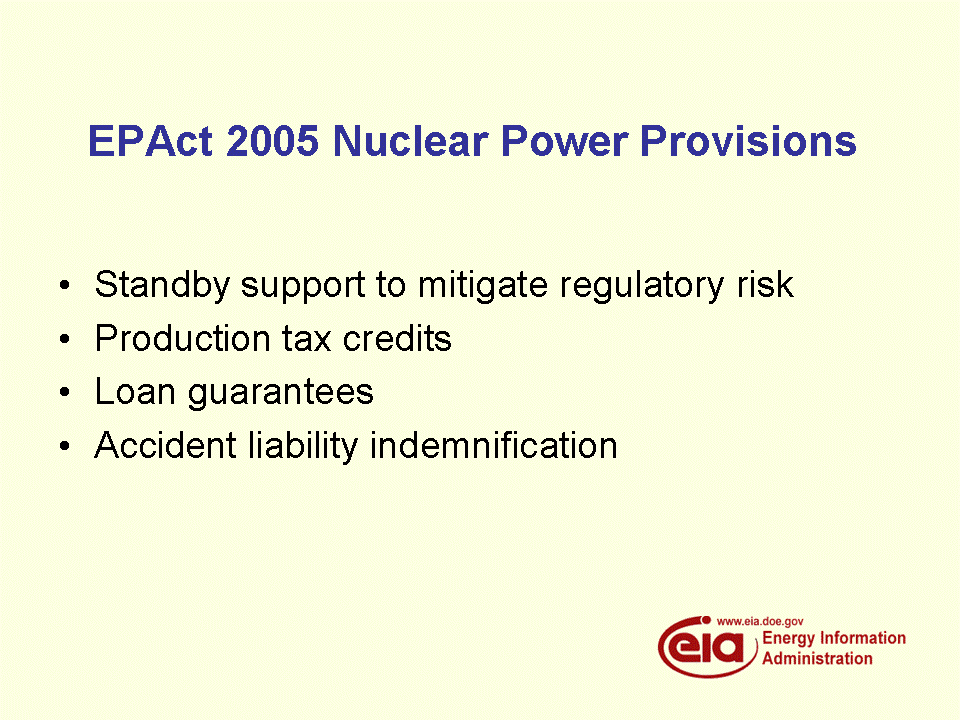 EPAct 2005 Nuclear Power Provisions
• Standby support to mitigate regulatory risk
• Production tax credits
• Loan guarantees
• Accident liability indemnification
www.eia.doe.gov
eia Energy Information
Administration